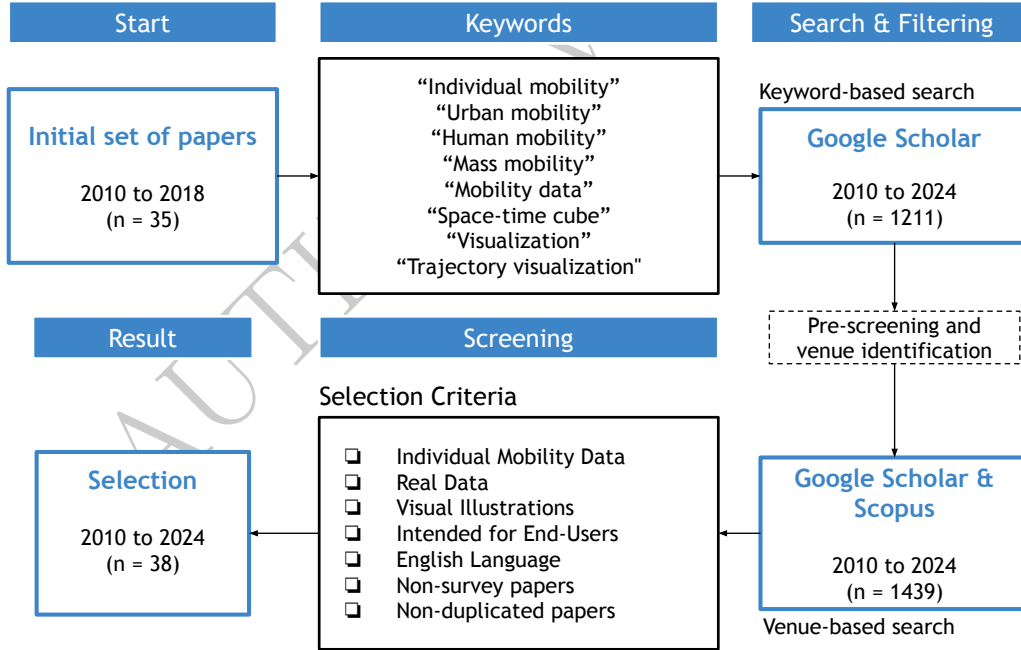 Start
Keywords
Search & Filtering
Initial set of papers
2010 to 2018
(n = 35)
“Individual mobility”
“Urban mobility”
“Human mobility”
“Mass mobility”
“Mobility data”
“Space-time cube”
“Visualization”
“Trajectory visualization"
Keyword-based search
Google Scholar
2010 to 2024
(n = 1211)
Pre-screening and
venue identification
Google Scholar &
Scopus
2010 to 2024
(n = 1439)
Venue-based search
Screening
Selection Criteria
❏ Individual Mobility Data
❏ Real Data
❏ Visual Illustrations
❏ Intended for End-Users
❏ English Language
❏ Non-survey papers
❏ Non-duplicated papers
Result
Selection
2010 to 2024
(n = 38)